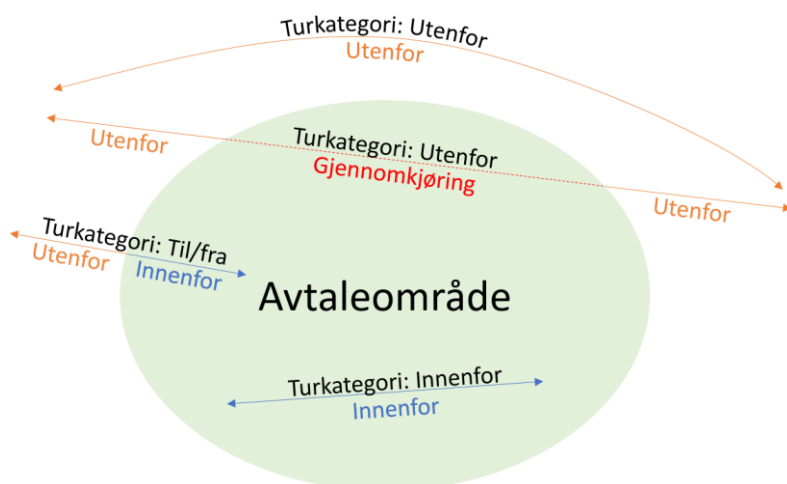 Turkategori: Utenfor
Utenfor
Turkategori: Utenfor
Utenfor
Gjennomkjøring
Utenfor
Turkategori: Til/fra
Utenfor
Innenfor
Avtaleområde
Turkategori: Innenfor
Innenfor